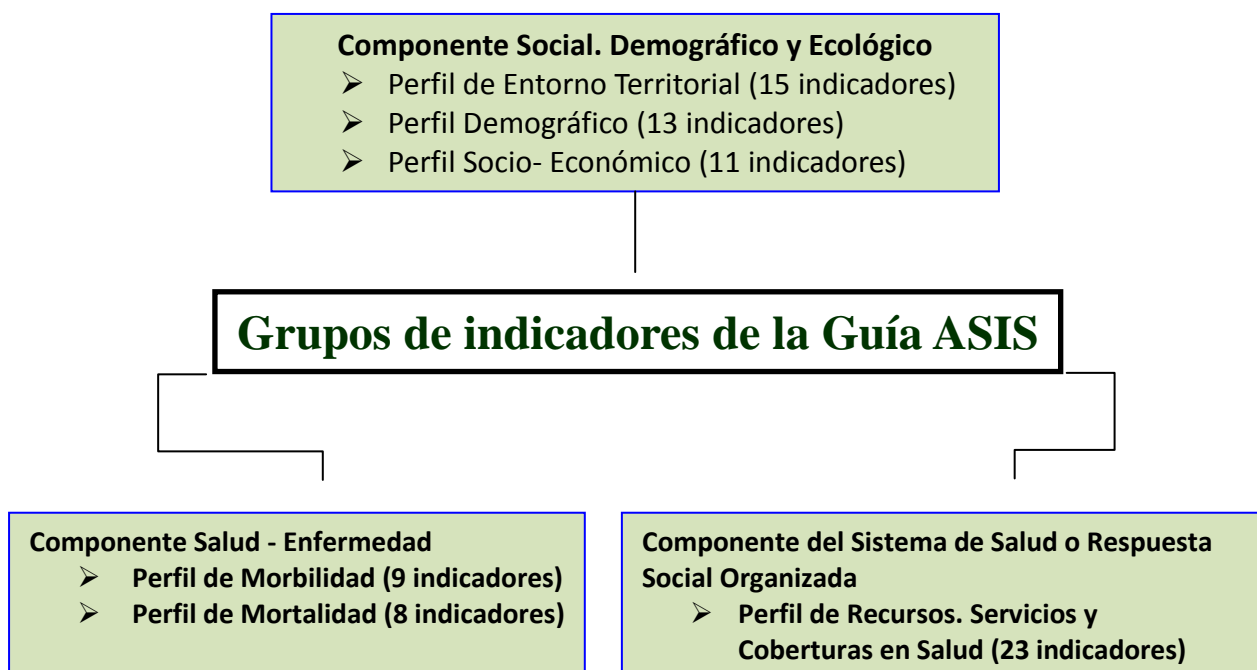 Componente Social. Demográfico y Ecológico
➢ Perfil de Entorno Territorial (15 indicadores)
➢ Perfil Demográfico (13 indicadores)
➢ Perfil Socio- Económico (11 indicadores)
Grupos de indicadores de la Guía ASIS
Componente Salud - Enfermedad
➢ Perfil de Morbilidad (9 indicadores)
➢ Perfil de Mortalidad (8 indicadores)
Componente del Sistema de Salud o Respuesta
Social Organizada
➢ Perfil de Recursos. Servicios y
Coberturas en Salud (23 indicadores)